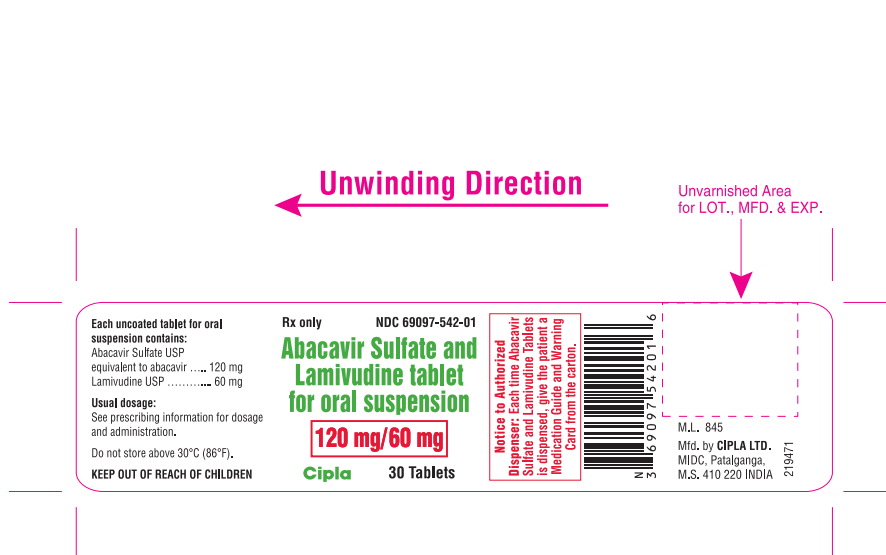 Unwinding Direction
Unvarnished Area
for LOT., MFD. & EXP.
Each uncoated tablet for oral
suspension contains:
Abacavir Sulfate USP
equivalent to abacavir ..... 120 mg
Lamivudine USP ............ 60 mg
Usual dosage:
See prescribing information for dosage
and administration.
Do not store above 30°C (86°F).
KEEP OUT OF REACH OF CHILDREN
Rx only NDC 69097-542-01
Abacavir Sulfate and
Lamivudine tablet
for oral suspension
120 mg/60 mg
Cipla 30 Tablets
Notice to Authorized
Dispenser: Each time Abacavir
Sulfate and Lamivudine Tablets
is dispensed, give the patient a
Medication Guide and Warning
Card from the carton.
N
3 69097 54201 6
M.L. 845
Mfd. by CIPLA LTD.
MIDC, Patalganga,
M.S. 410 220 INDIA
219471